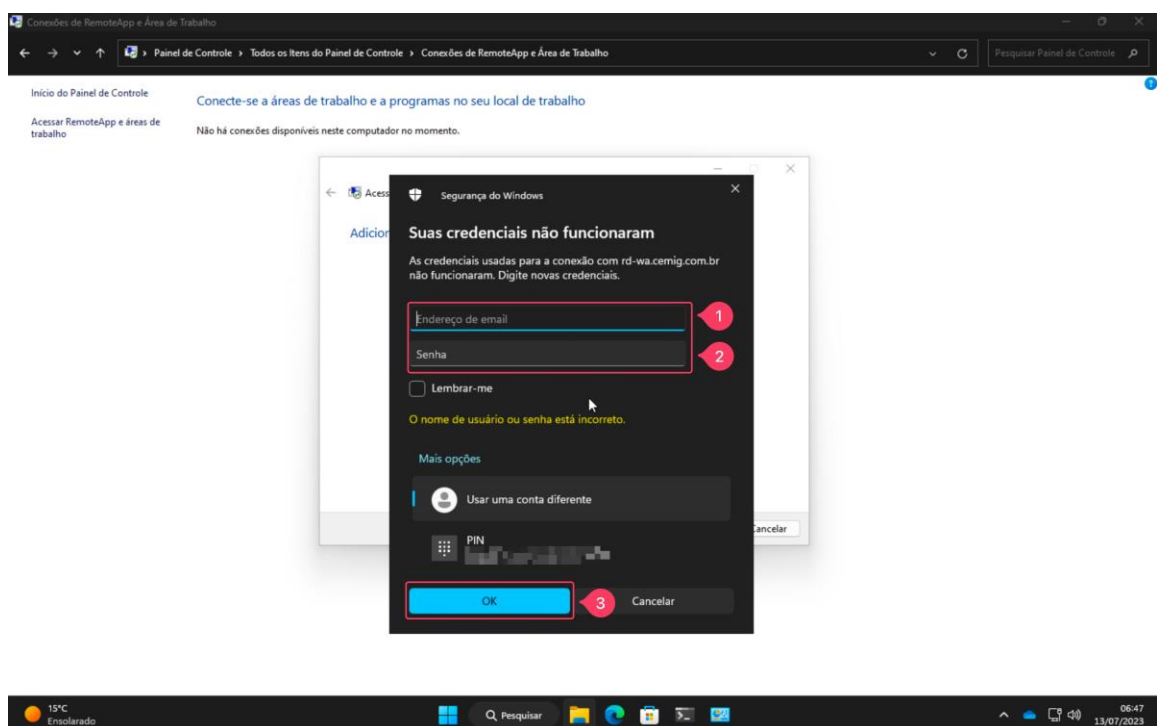 Conexões de RemoteApp e Área de Trabalho
Painel de Controle > Todos os Itens do Painel de Controle > Conexões de RemoteApp e Área de Trabalho
Pesquisar Painel de Controle
Início do Painel de Controle
Acessar RemoteApp e áreas de
trabalho
Conecte-se a áreas de trabalho e a programas no seu local de trabalho
Não há conexões disponíveis neste computador no momento.
Acess
Adicior
Segurança do Windows
Suas credenciais não funcionaram
As credenciais usadas para a conexão com rd-wa.cemig.com.br
não funcionaram. Digite novas credenciais.
Endereço de email
1
Senha
2
Lembrar-me
O nome de usuário ou senha está incorreto.
Mais opções
Usar uma conta diferente
PIN
OK
3
Cancelar
Cancelar
15°C
Ensolarado
Pesquisar
06:47
13/07/2023